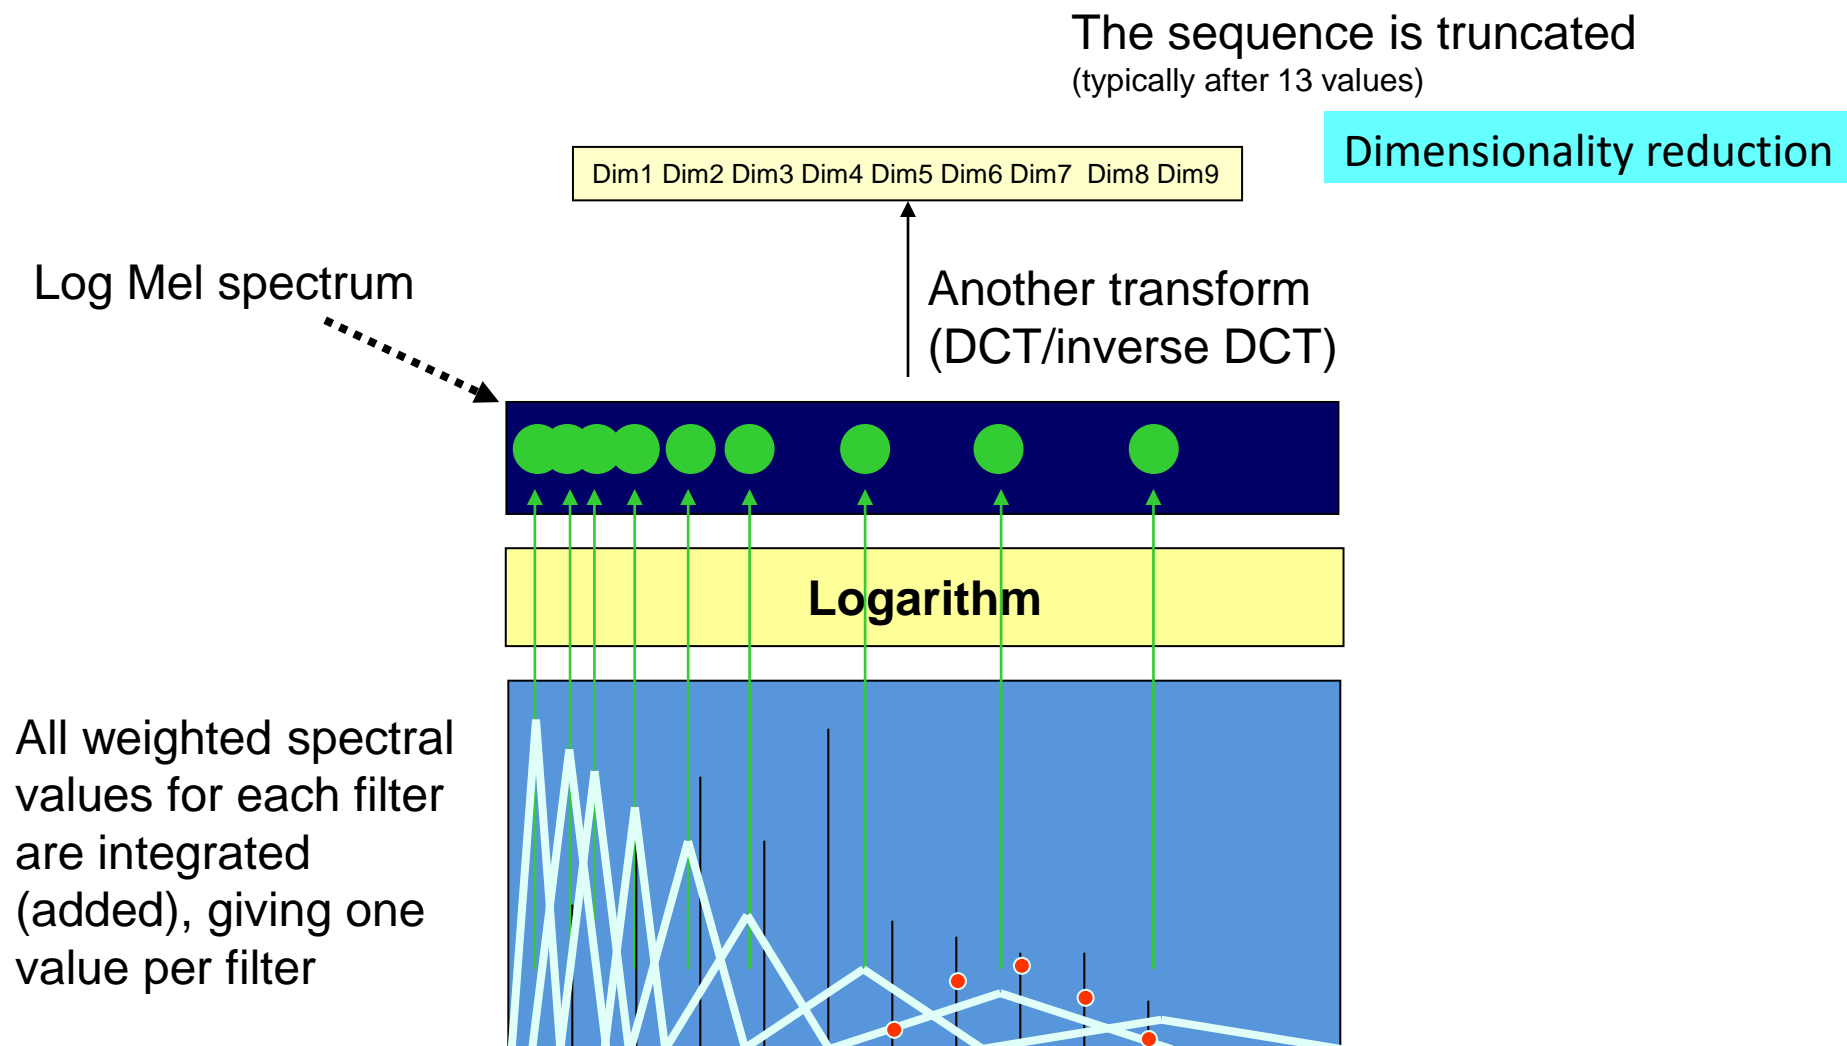 The sequence is truncated
(typically after 13 values)
Dimensionality reduction
Dim1 Dim2 Dim3 Dim4 Dim5 Dim6 Dim7 Dim8 Dim9
Log Mel spectrum
Another transform
(DCT/inverse DCT)
Logarithm
All weighted spectral
values for each filter
are integrated
(added), giving one
value per filter